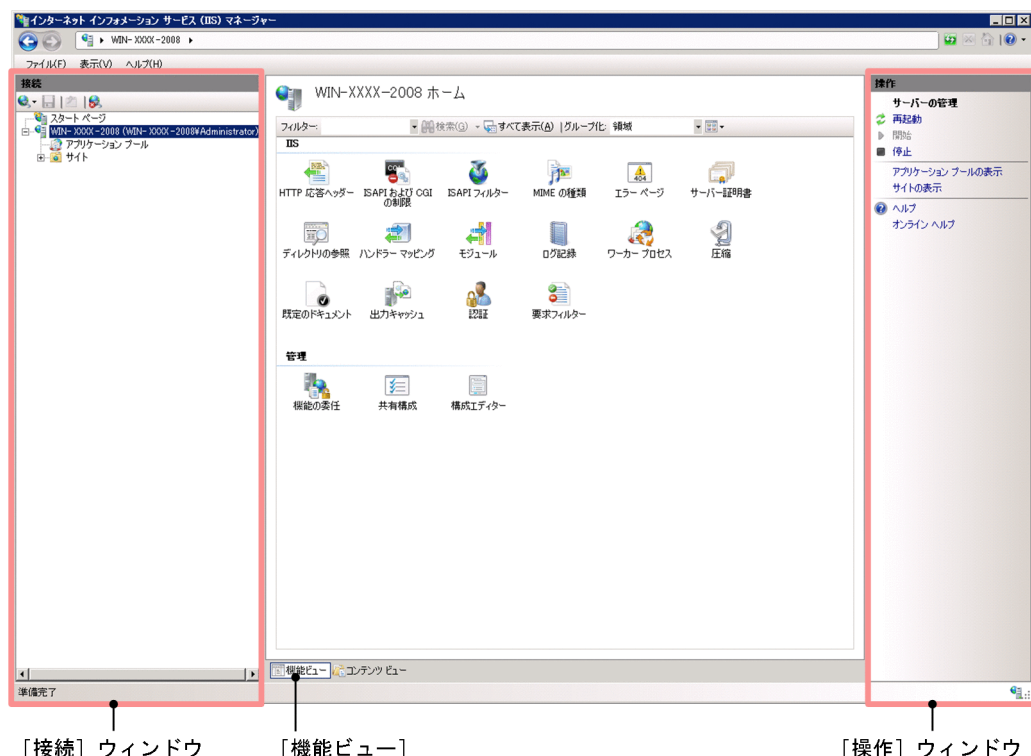 インターネット インフォメーション サービス (IIS) マネージャー
WIN-XXXX-2008
ファイル(F) 表示(V) ヘルプ(H)
接続
スタート ページ
WIN-XXXX-2008 (WIN-XXXX-2008¥Administrator)
アプリケーション プール
サイト
準備完了
WIN-XXXX-2008 ホーム
フィルター: 検索(G) すべて表示(A) グループ化: 領域
IIS
HTTP 応答ヘッダー ISAPI および CGI の制限 ISAPI フィルター MIME の種類 エラー ページ サーバー証明書
404
ディレクトリの参照 ハンドラー マッピング モジュール ログ記録 ワーカー プロセス 圧縮
既定のドキュメント 出力キャッシュ 認証 要求フィルター
管理
機能の委任 共有構成 構成エディター
機能ビュー コンテンツ ビュー
操作
サーバーの管理
再起動
開始
停止
アプリケーション プールの表示
サイトの表示
ヘルプ
オンライン ヘルプ
[接続] ウィンドウ [機能ビュー] [操作] ウィンドウ